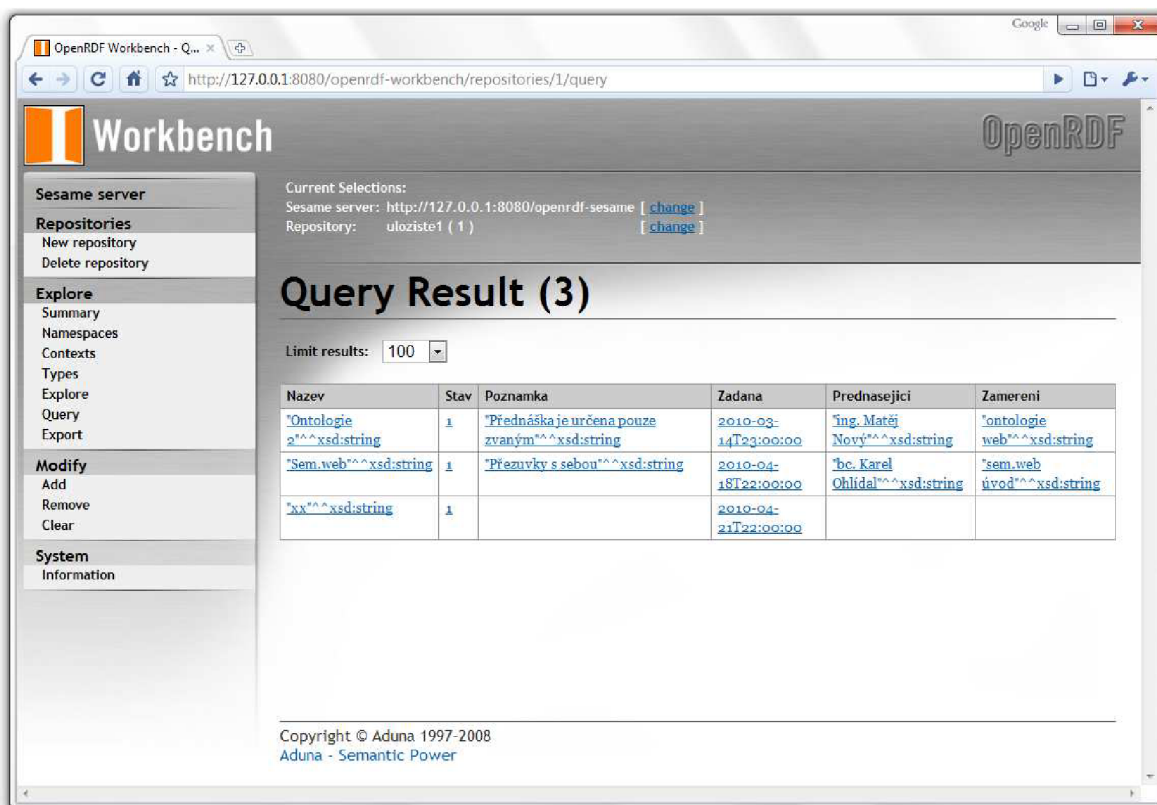 Google
OpenRDF Workbench - Q...
http://127.0.0.1:8080/openrdf-workbench/repositories/1/query
Workbench
OpenRDF
Sesame server
Repositories
New repository
Delete repository
Explore
Summary
Namespaces
Contexts
Types
Explore
Query
Export
Modify
Add
Remove
Clear
System
Information
Current Selections:
Sesame server: http://127.0.0.1:8080/openrdf-sesame [ change ]
Repository: uloziste1 ( 1 ) [ change ]
Query Result (3)
Limit results: 100
Nazev Stav Poznamka Zadana Prednasejici Zamereni
"Ontologie 1 "Přednáška je určena pouze 2010-03- "ing. Matěj "ontologie
2"^^xsd:string zvaným"^^xsd:string 14T23:00:00 Nový"^^xsd:string web"^^xsd:string
"Sem.web"^^xsd:string 1 "Přezuvky s sebou"^^xsd:string 2010-04- "bc. Karel "sem.web
18T22:00:00 Ohlídal"^^xsd:string úvod"^^xsd:string
"xx"^^xsd:string 1 2010-04-
21T22:00:00
Copyright © Aduna 1997-2008
Aduna - Semantic Power